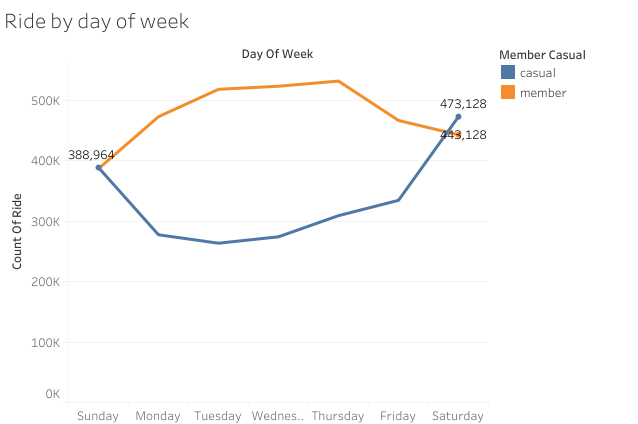 Ride by day of week
Day Of Week
Member Casual
casual
member
Count Of Ride
500K
400K
300K
200K
100K
0K
388,964
473,128
443,128
Sunday Monday Tuesday Wednes.. Thursday Friday Saturday